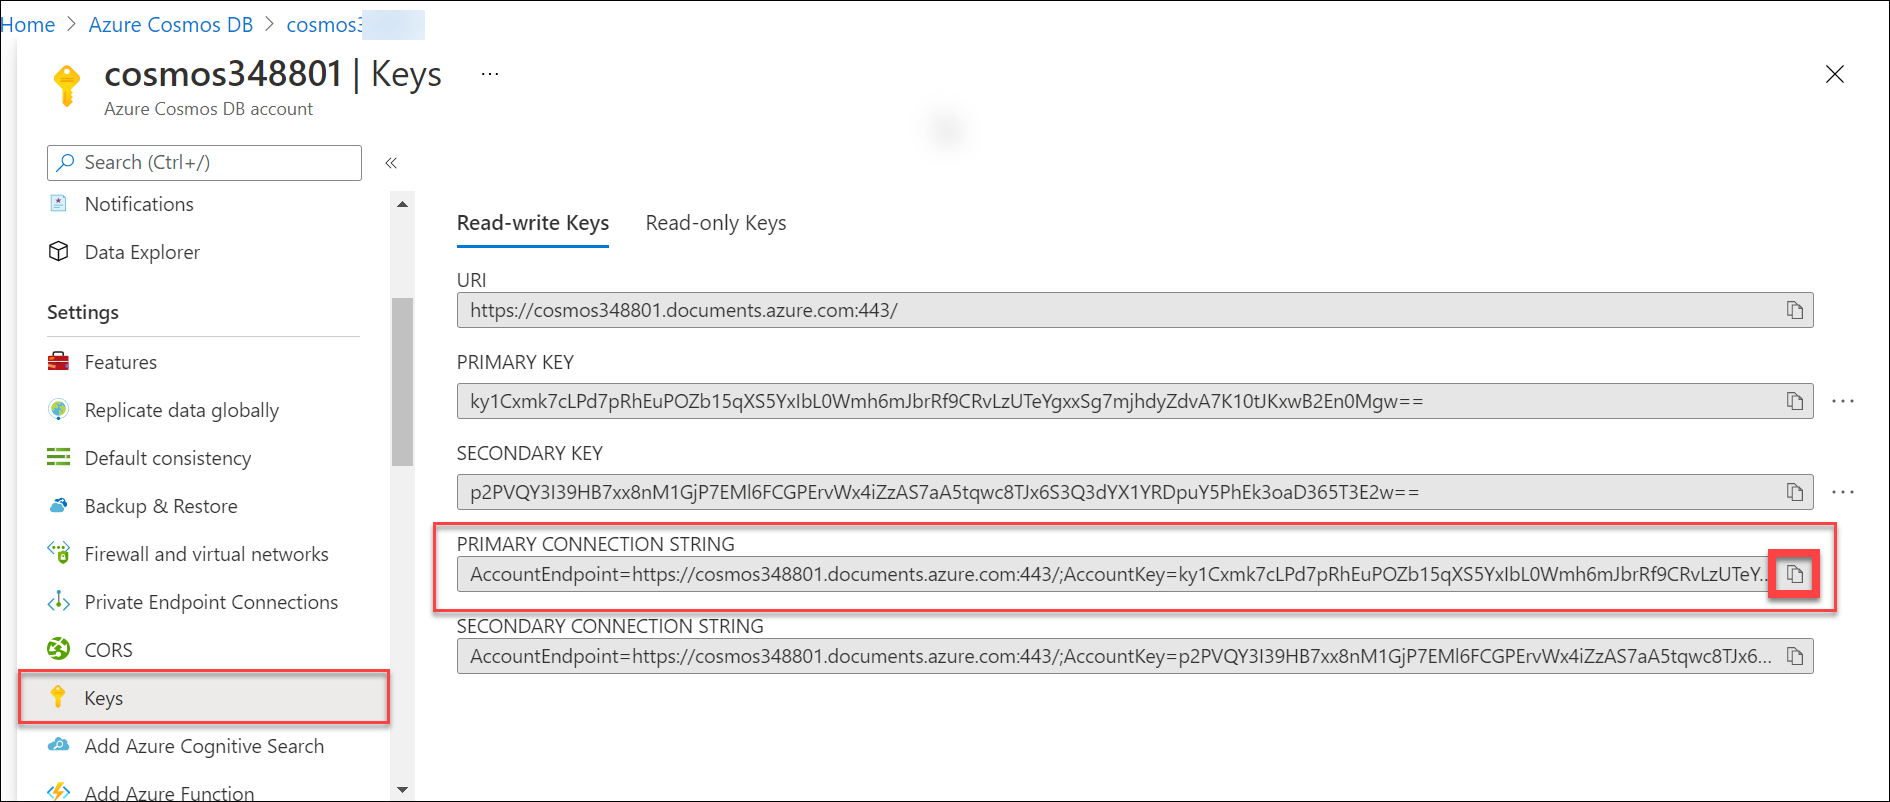 Home > Azure Cosmos DB > cosmos3
cosmos348801 | Keys ...
Azure Cosmos DB account
Search (Ctrl+/)
«
Notifications
Data Explorer
Settings
Features
Replicate data globally
Default consistency
Backup & Restore
Firewall and virtual networks
Private Endpoint Connections
CORS
Keys
Add Azure Cognitive Search
Add Azure Function
Read-write Keys Read-only Keys
URI
https://cosmos348801.documents.azure.com:443/
PRIMARY KEY
ky1Cxmk7cLPd7pRhEuPOZb15qXS5YxIbL0Wmh6mJbrRf9CRvLzUTeYgxxSg7mjhdyZdvA7K10tJKxwB2En0Mgw==
SECONDARY KEY
p2PVQY3I39HB7xx8nM1GjP7EMl6FCGPErvWx4iZzAS7aA5tqwc8TJx6S3Q3dYX1YRDpuY5PhEk3oaD365T3E2w==
PRIMARY CONNECTION STRING
AccountEndpoint=https://cosmos348801.documents.azure.com:443/;AccountKey=ky1Cxmk7cLPd7pRhEuPOZb15qXS5YxIbL0Wmh6mJbrRf9CRvLzUTeY...
SECONDARY CONNECTION STRING
AccountEndpoint=https://cosmos348801.documents.azure.com:443/;AccountKey=p2PVQY3I39HB7xx8nM1GjP7EMl6FCGPErvWx4iZzAS7aA5tqwc8TJx6...